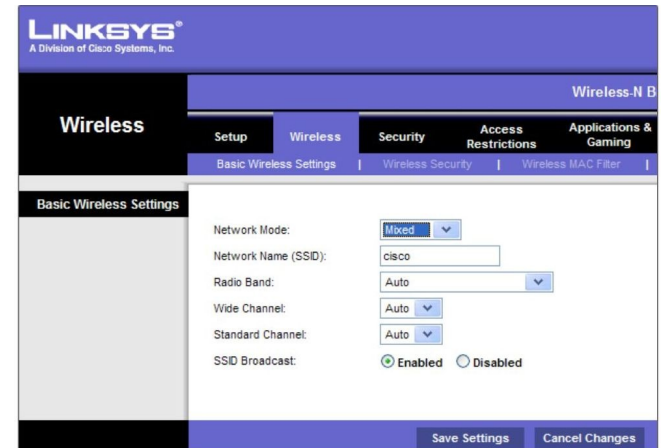 LINKSYS®
A Division of Cisco Systems, Inc.
Wireless-N B
Wireless
Setup
Wireless
Security
Access Restrictions
Applications & Gaming
Basic Wireless Settings | Wireless Security | Wireless MAC Filter |
Basic Wireless Settings
Network Mode: Mixed
Network Name (SSID): cisco
Radio Band: Auto
Wide Channel: Auto
Standard Channel: Auto
SSID Broadcast: Enabled Disabled
Save Settings Cancel Changes